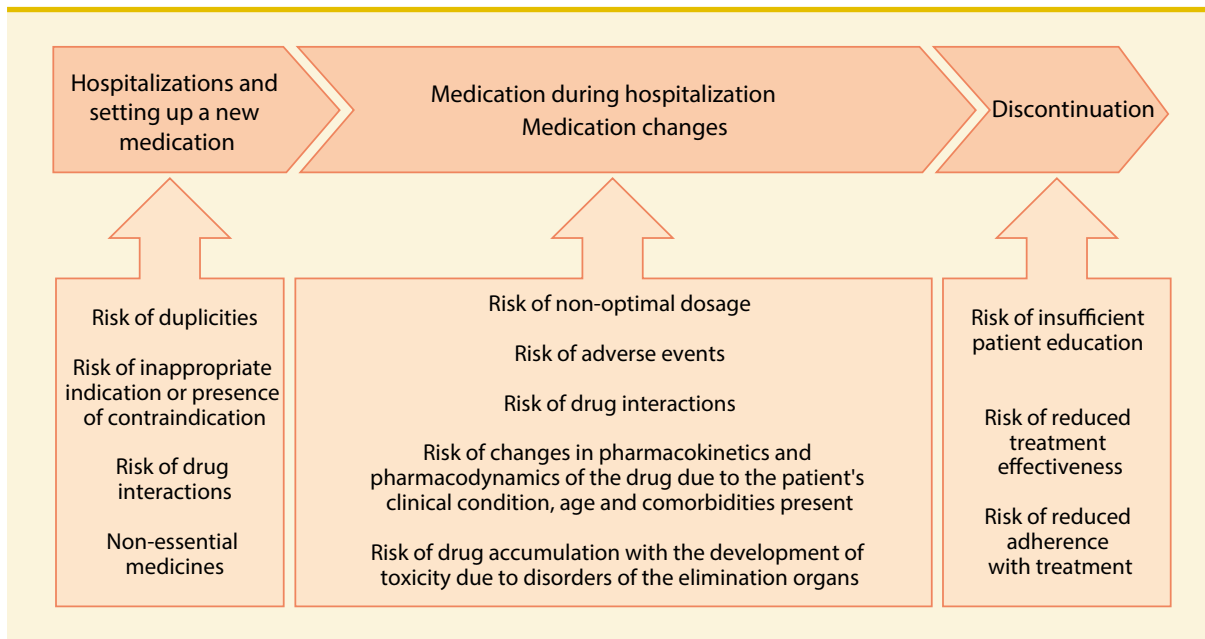 Hospitalizations and
setting up a new
medication
Medication during hospitalization
Medication changes
Discontinuation
Risk of duplicities
Risk of inappropriate
indication or presence
of contraindication
Risk of drug
interactions
Non-essential
medicines
Risk of non-optimal dosage
Risk of adverse events
Risk of drug interactions
Risk of changes in pharmacokinetics and
pharmacodynamics of the drug due to the patient's
clinical condition, age and comorbidities present
Risk of drug accumulation with the development of
toxicity due to disorders of the elimination organs
Risk of insufficient
patient education
Risk of reduced
treatment
effectiveness
Risk of reduced
adherence
with treatment